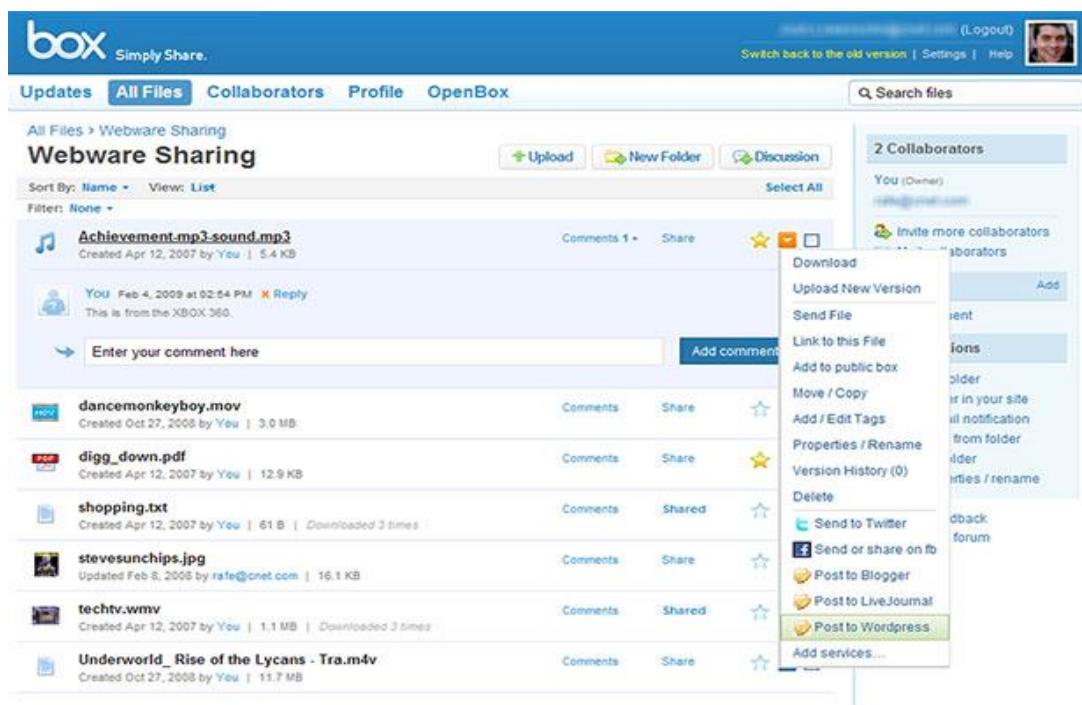 box Simply Share.
(Logout)
Switch back to the old version | Settings | Help
Updates All Files Collaborators Profile OpenBox
Search files
All Files > Webware Sharing
Webware Sharing
Upload New Folder Discussion
Sort By: Name View: List Select All
Filter: None
Achievement-mp3-sound.mp3 Comments 1 Share
Created Apr 12, 2007 by You | 5.4 KB
You Feb 4, 2009 at 02:54 PM x Reply
This is from the XBOX 360.
Enter your comment here Add comment
dancemonkeyboy.mov Comments Share
MOV
Created Oct 27, 2008 by You | 3.0 MB
digg_down.pdf Comments Share
PDF
Created Apr 12, 2007 by You | 12.9 KB
shopping.txt Comments Shared
Created Apr 12, 2007 by You | 61 B | Downloaded 3 times
stevesunchips.jpg Comments Share
Updated Feb 8, 2008 by rafe@cnet.com | 16.1 KB
techtv.wmv Comments Shared
Created Apr 12, 2007 by You | 1.1 MB | Downloaded 3 times
Underworld_ Rise of the Lycans - Tra.m4v Comments Share
Created Oct 27, 2008 by You | 11.7 MB
Download
Upload New Version
Send File
Link to this File
Add to public box
Move / Copy
Add / Edit Tags
Properties / Rename
Version History (0)
Delete
Send to Twitter
Send or share on fb
Post to Blogger
Post to LiveJournal
Post to Wordpress
Add services...
2 Collaborators
You (Owner)
Invite more collaborators
Add
in your site
notification
from folder
/ rename
forum